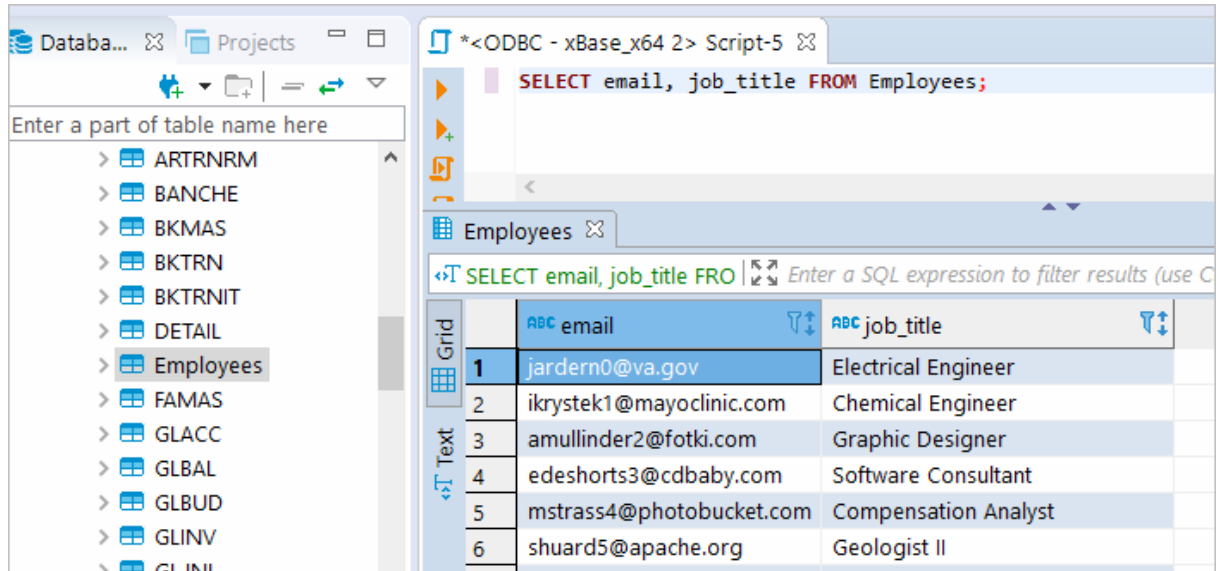 Databa... Projects
Enter a part of table name here
ARTRNRM
BANCHE
BKMAS
BKTRN
BKTRNIT
DETAIL
Employees
FAMAS
GLACC
GLBAL
GLBUD
GLINV
*<ODBC - xBase_x64 2> Script-5
SELECT email, job_title FROM Employees;
Employees
SELECT email, job_title FRO Enter a SQL expression to filter results (use C
Grid
Text
ABC email ABC job_title
1 jardern0@va.gov Electrical Engineer
2 ikrystek1@mayoclinic.com Chemical Engineer
3 amullinder2@fotki.com Graphic Designer
4 edeshorts3@cdbaby.com Software Consultant
5 mstrass4@photobucket.com Compensation Analyst
6 shuard5@apache.org Geologist II